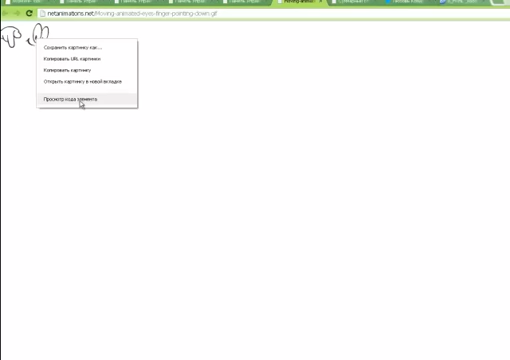 netanimations.net/Moving-animated-eyes-finger-pointing-down.gif
Сохранить картинку как...
Копировать URL картинки
Копировать картинку
Открыть картинку в новой вкладке
Просмотр кода элемента